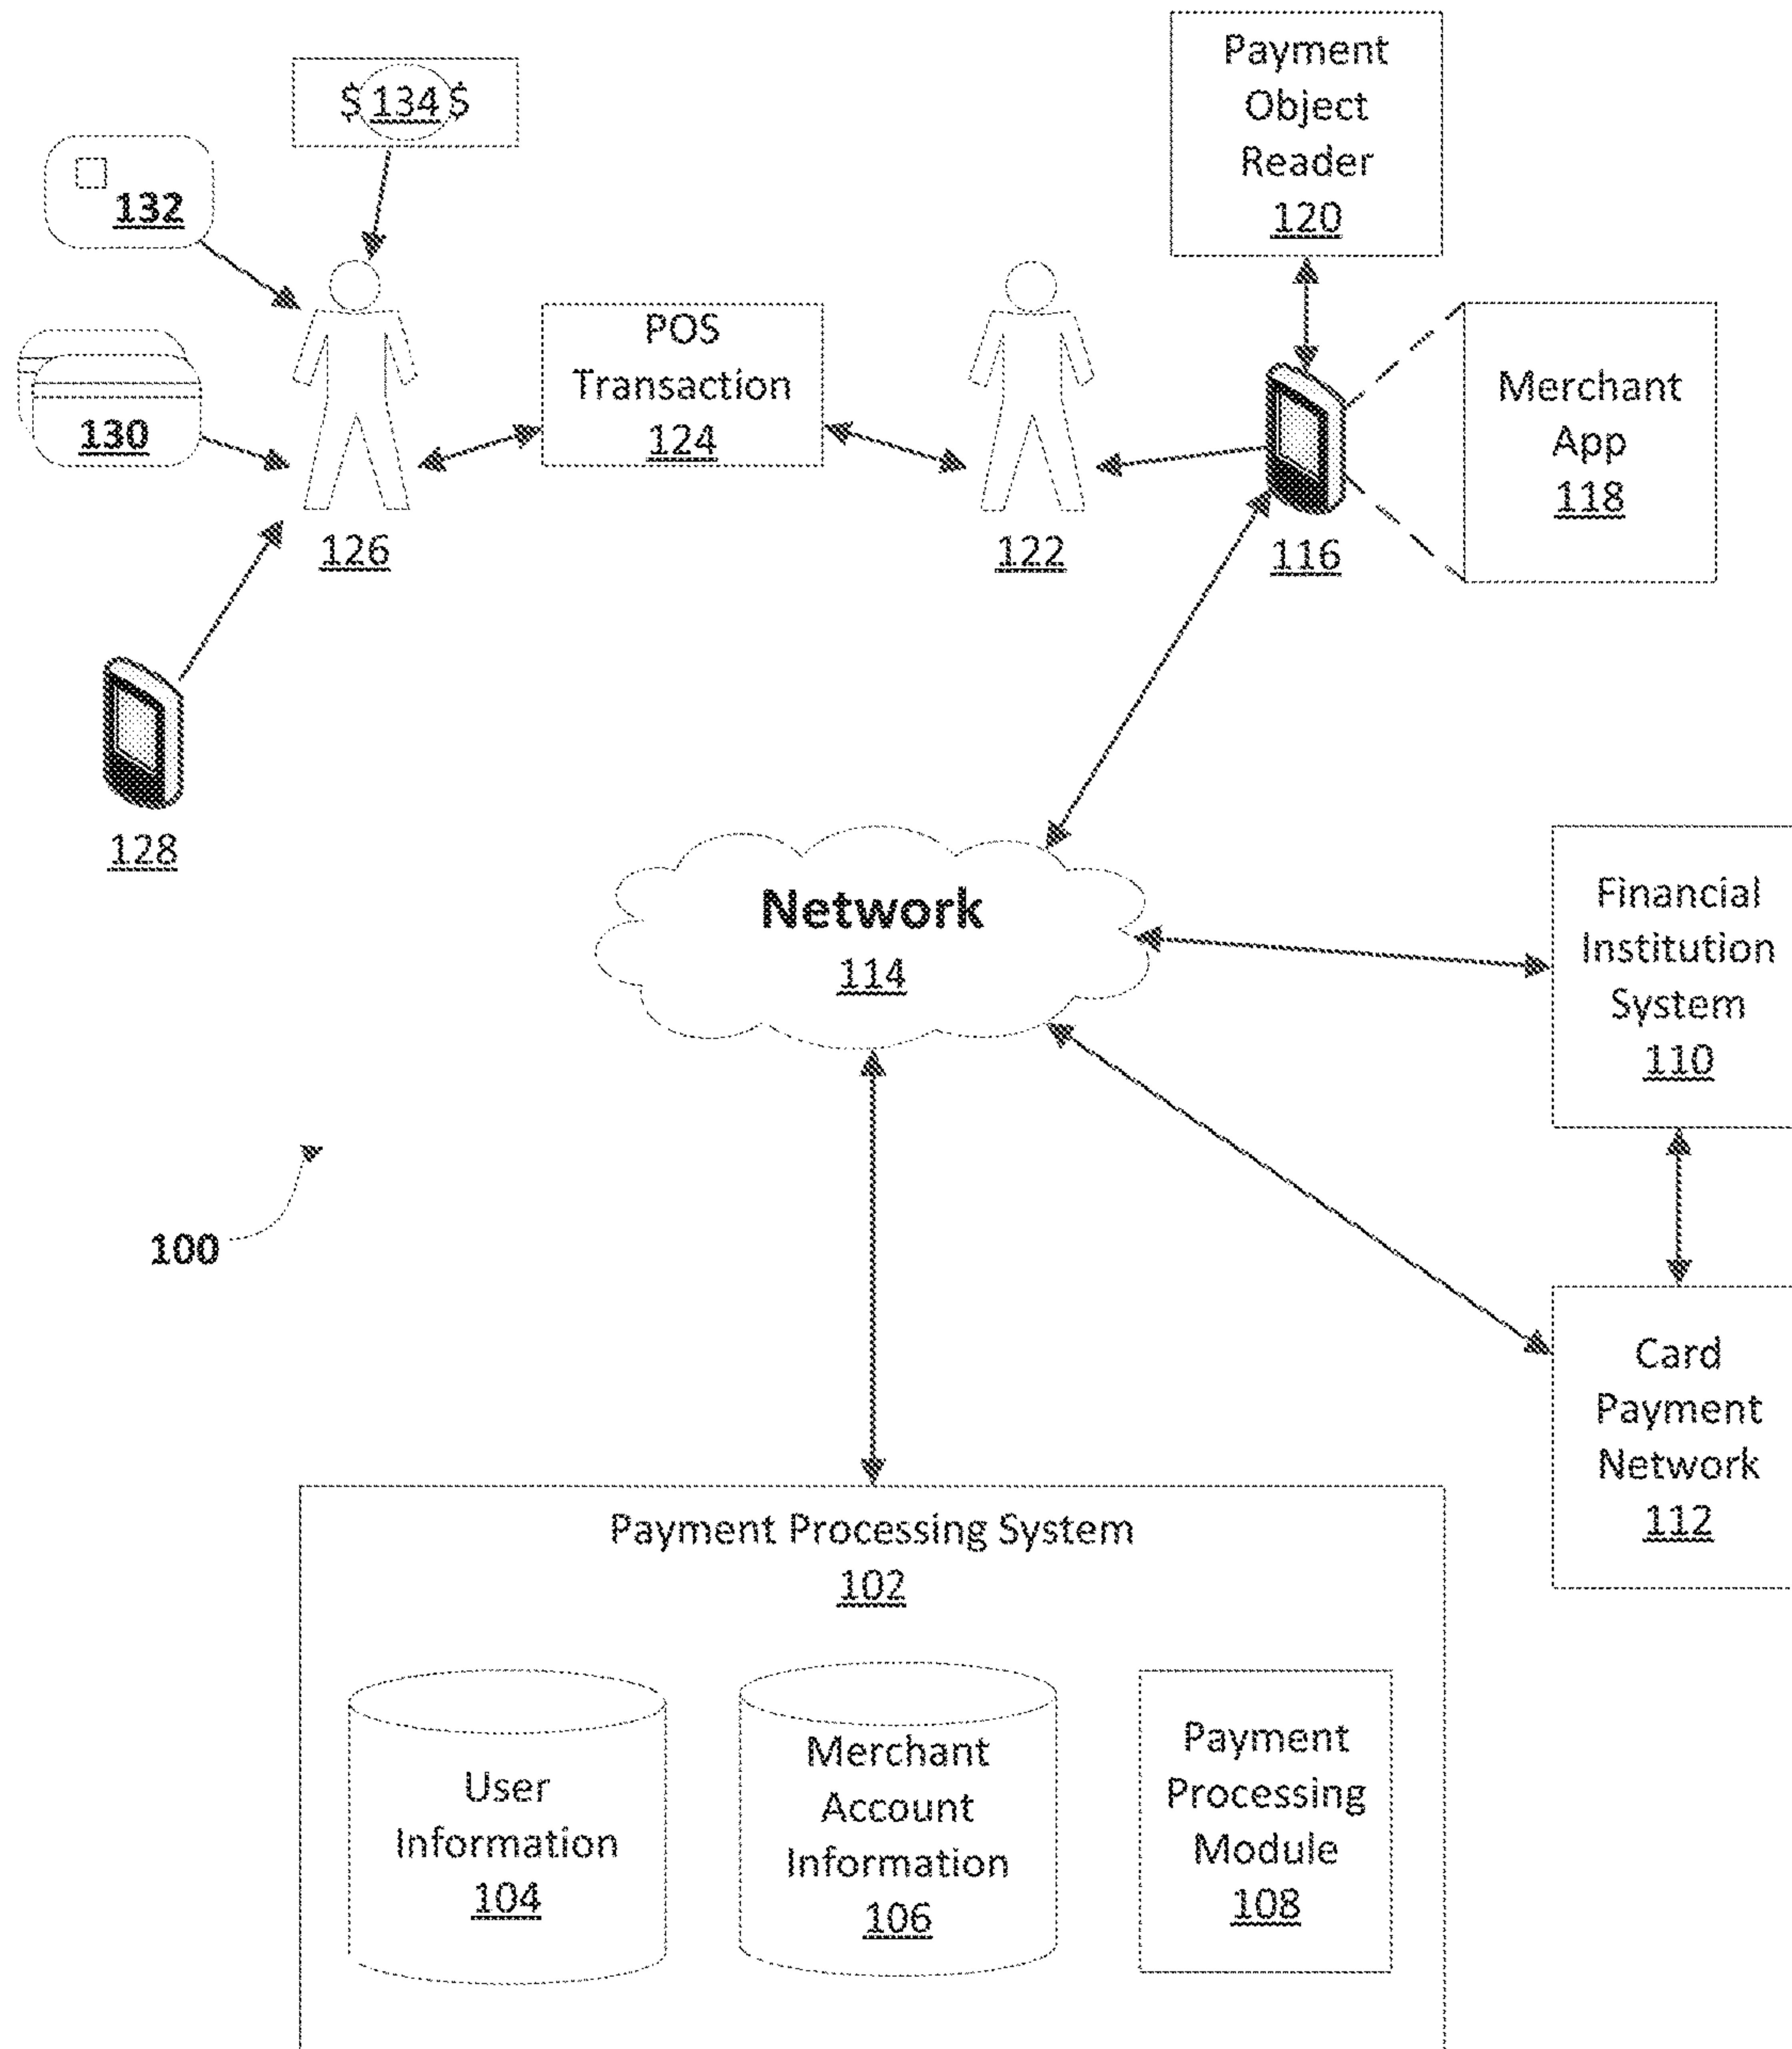 Payment
Object
Reader
120
$ 134 $
132
130
POS
Transaction
124
Merchant
App
118
126
122
116
128
Network
114
Financial
Institution
System
110
100
Card
Payment
Network
112
Payment Processing System
102
User
Information
104
Merchant
Account
Information
106
Payment
Processing
Module
108